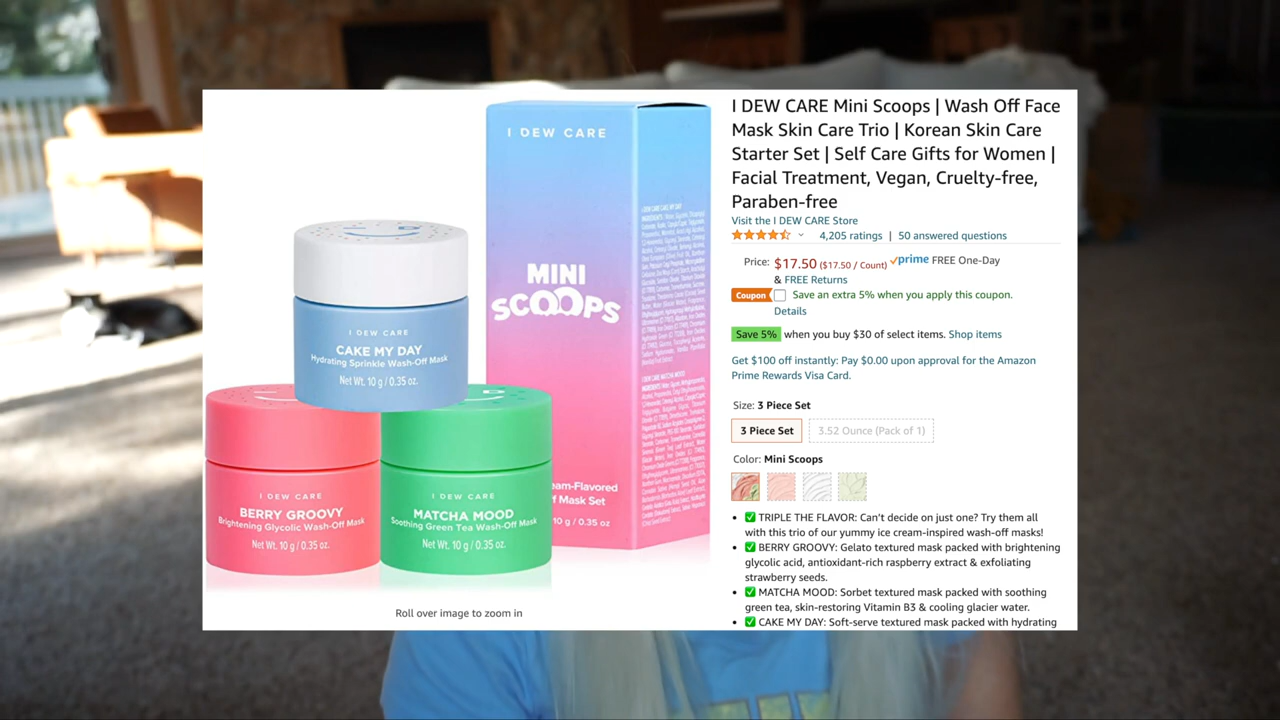 I DEW CARE
MINI
SCOOPS
eam-Flavored
f Mask Set
10 g / 0.35 oz
I DEW CARE
CAKE MY DAY
Hydrating Sprinkle Wash-Off Mask
Net Wt. 10 g / 0.35 oz.
I DEW CARE
BERRY GROOVY
Brightening Glycolic Wash-Off Mask
Net Wt. 10 g / 0.35 oz.
I DEW CARE
MATCHA MOOD
Soothing Green Tea Wash-Off Mask
Net Wt. 10 g / 0.35 oz.
Roll over image to zoom in
I DEW CARE Mini Scoops | Wash Off Face
Mask Skin Care Trio | Korean Skin Care
Starter Set | Self Care Gifts for Women |
Facial Treatment, Vegan, Cruelty-free,
Paraben-free
Visit the I DEW CARE Store
4,205 ratings | 50 answered questions
Price: $17.50 ($17.50 / Count) prime FREE One-Day
& FREE Returns
Coupon Save an extra 5% when you apply this coupon.
Details
Save 5% when you buy $30 of select items. Shop items
Get $100 off instantly: Pay $0.00 upon approval for the Amazon
Prime Rewards Visa Card.
Size: 3 Piece Set
3 Piece Set 3.52 Ounce (Pack of 1)
Color: Mini Scoops
• ✅ TRIPLE THE FLAVOR: Can't decide on just one? Try them all
with this trio of our yummy ice cream-inspired wash-off masks!
• ✅ BERRY GROOVY: Gelato textured mask packed with brightening
glycolic acid, antioxidant-rich raspberry extract & exfoliating
strawberry seeds.
• ✅ MATCHA MOOD: Sorbet textured mask packed with soothing
green tea, skin-restoring Vitamin B3 & cooling glacier water.
• ✅ CAKE MY DAY: Soft-serve textured mask packed with hydrating